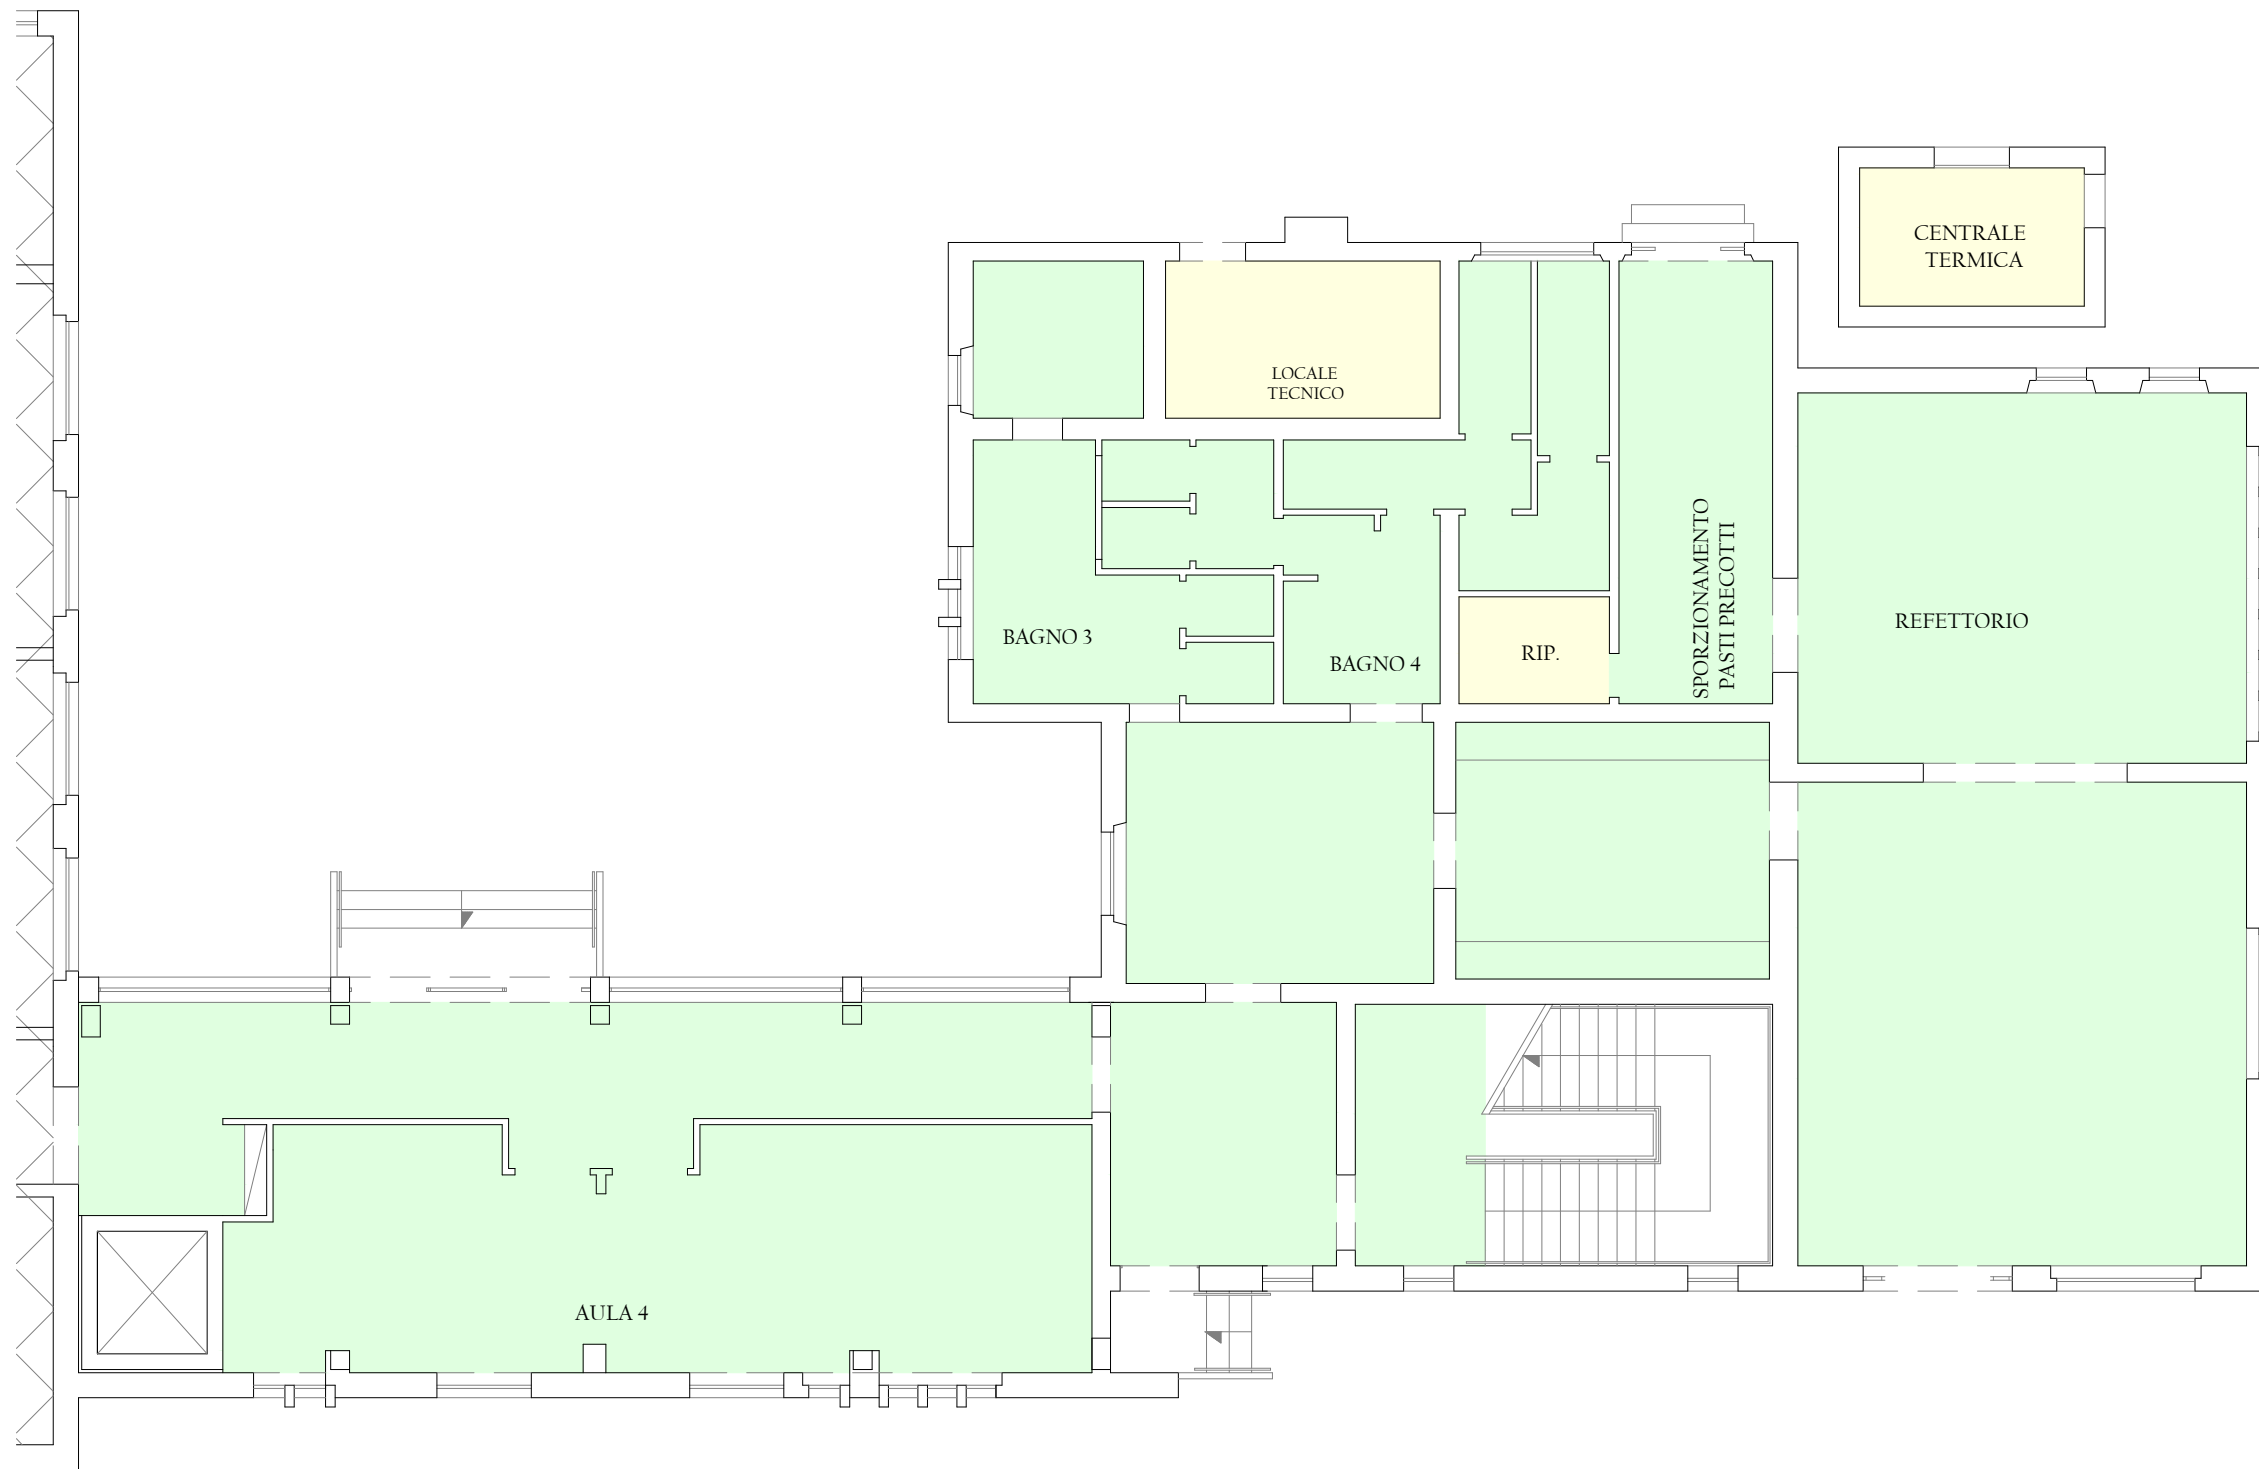 CENTRALE
TERMICA
LOCALE
TECNICO
SPORZIONAMENTO
PASTI PRECOTTI
REFETTORIO
BAGNO 3
RIP.
BAGNO 4
AULA 4